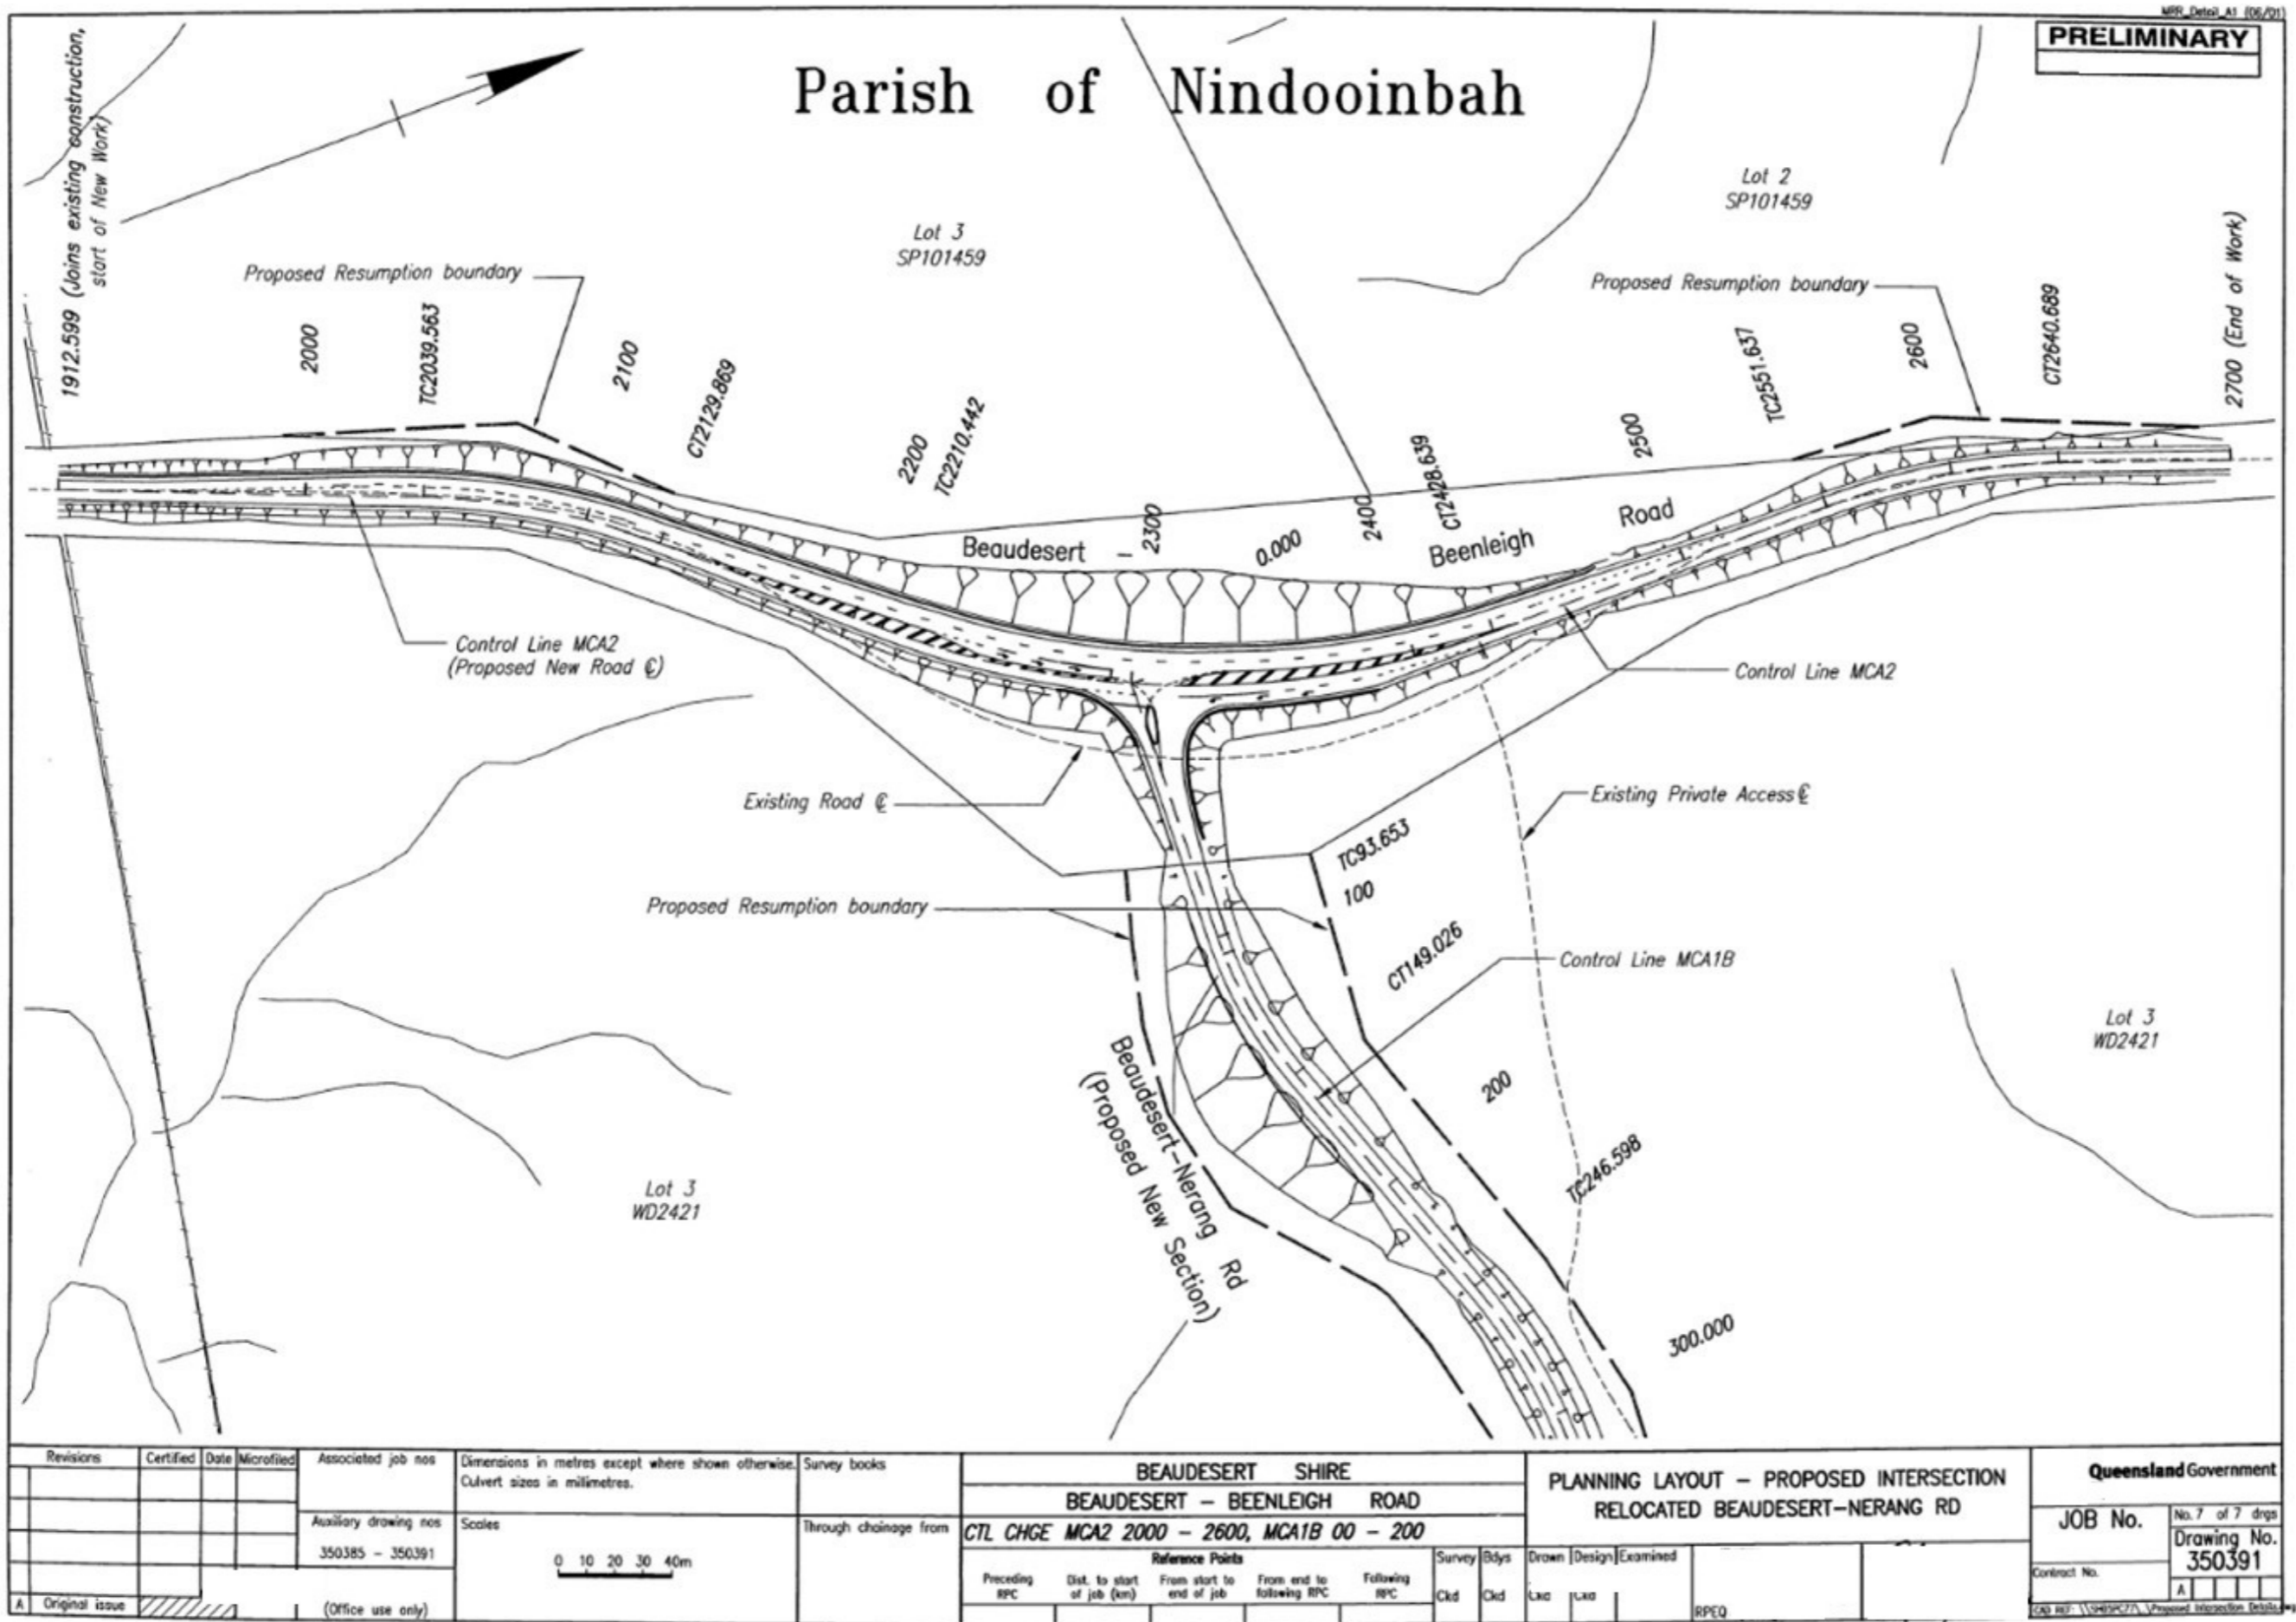 MRR_Detail_A1 (06/01)
PRELIMINARY
Parish of Nindooinbah
1912.599 (Joins existing construction,
start of New Work)
Lot 3
SP101459
Lot 2
SP101459
Proposed Resumption boundary
Proposed Resumption boundary
2000
TC2039.563
2100
CT2129.869
2200
TC2210.442
2300
0.000
2400
CT2428.639
2500
TC2551.637
2600
CT2640.689
2700 (End of Work)
Beaudesert - Beenleigh Road
Control Line MCA2
(Proposed New Road ℄)
Control Line MCA2
Existing Road ℄
Existing Private Access ℄
TC93.653
100
Proposed Resumption boundary
CT149.026
Control Line MCA1B
Lot 3
WD2421
200
Beaudesert-Nerang Rd
(Proposed New Section)
TC246.598
Lot 3
WD2421
300.000
Revisions
Certified
Date
Microfilmed
A Original issue
Associated job nos
Auxiliary drawing nos
350385 - 350391
(Office use only)
Dimensions in metres except where shown otherwise.
Culvert sizes in millimetres.
Scales
0 10 20 30 40m
Survey books
Through chainage from
BEAUDESERT SHIRE
BEAUDESERT - BEENLEIGH ROAD
CTL CHGE MCA2 2000 - 2600, MCA1B 00 - 200
Reference Points
Preceding
RPC
Dist. to start
of job (km)
From start to
end of job
From end to
following RPC
Following
RPC
Survey
Ckd
Bdys
Ckd
PLANNING LAYOUT - PROPOSED INTERSECTION
RELOCATED BEAUDESERT-NERANG RD
Drawn
Ckd
Design
Ckd
Examined
RPEQ
Queensland Government
JOB No.
Contract No.
No. 7 of 7 drgs
Drawing No.
350391
A